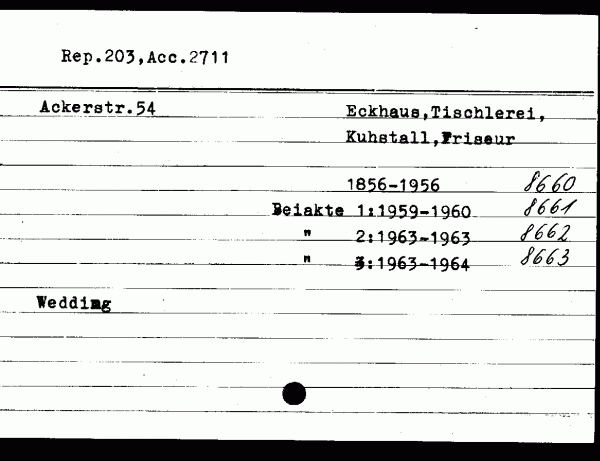 Rep.203,Acc.2711
Ackerstr.54 Eckhaus,Tischlerei,
Kuhstall,Friseur
1856-1956 8660
Beiakte 1:1959-1960 8661
" 2:1963-1963 8662
" 3:1963-1964 8663
Wedding